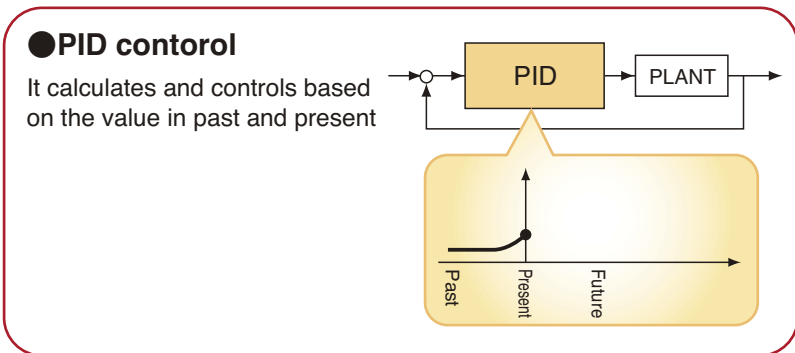 ●PID contorol
It calculates and controls based
on the value in past and present
PID
PLANT
Past
Present
Future